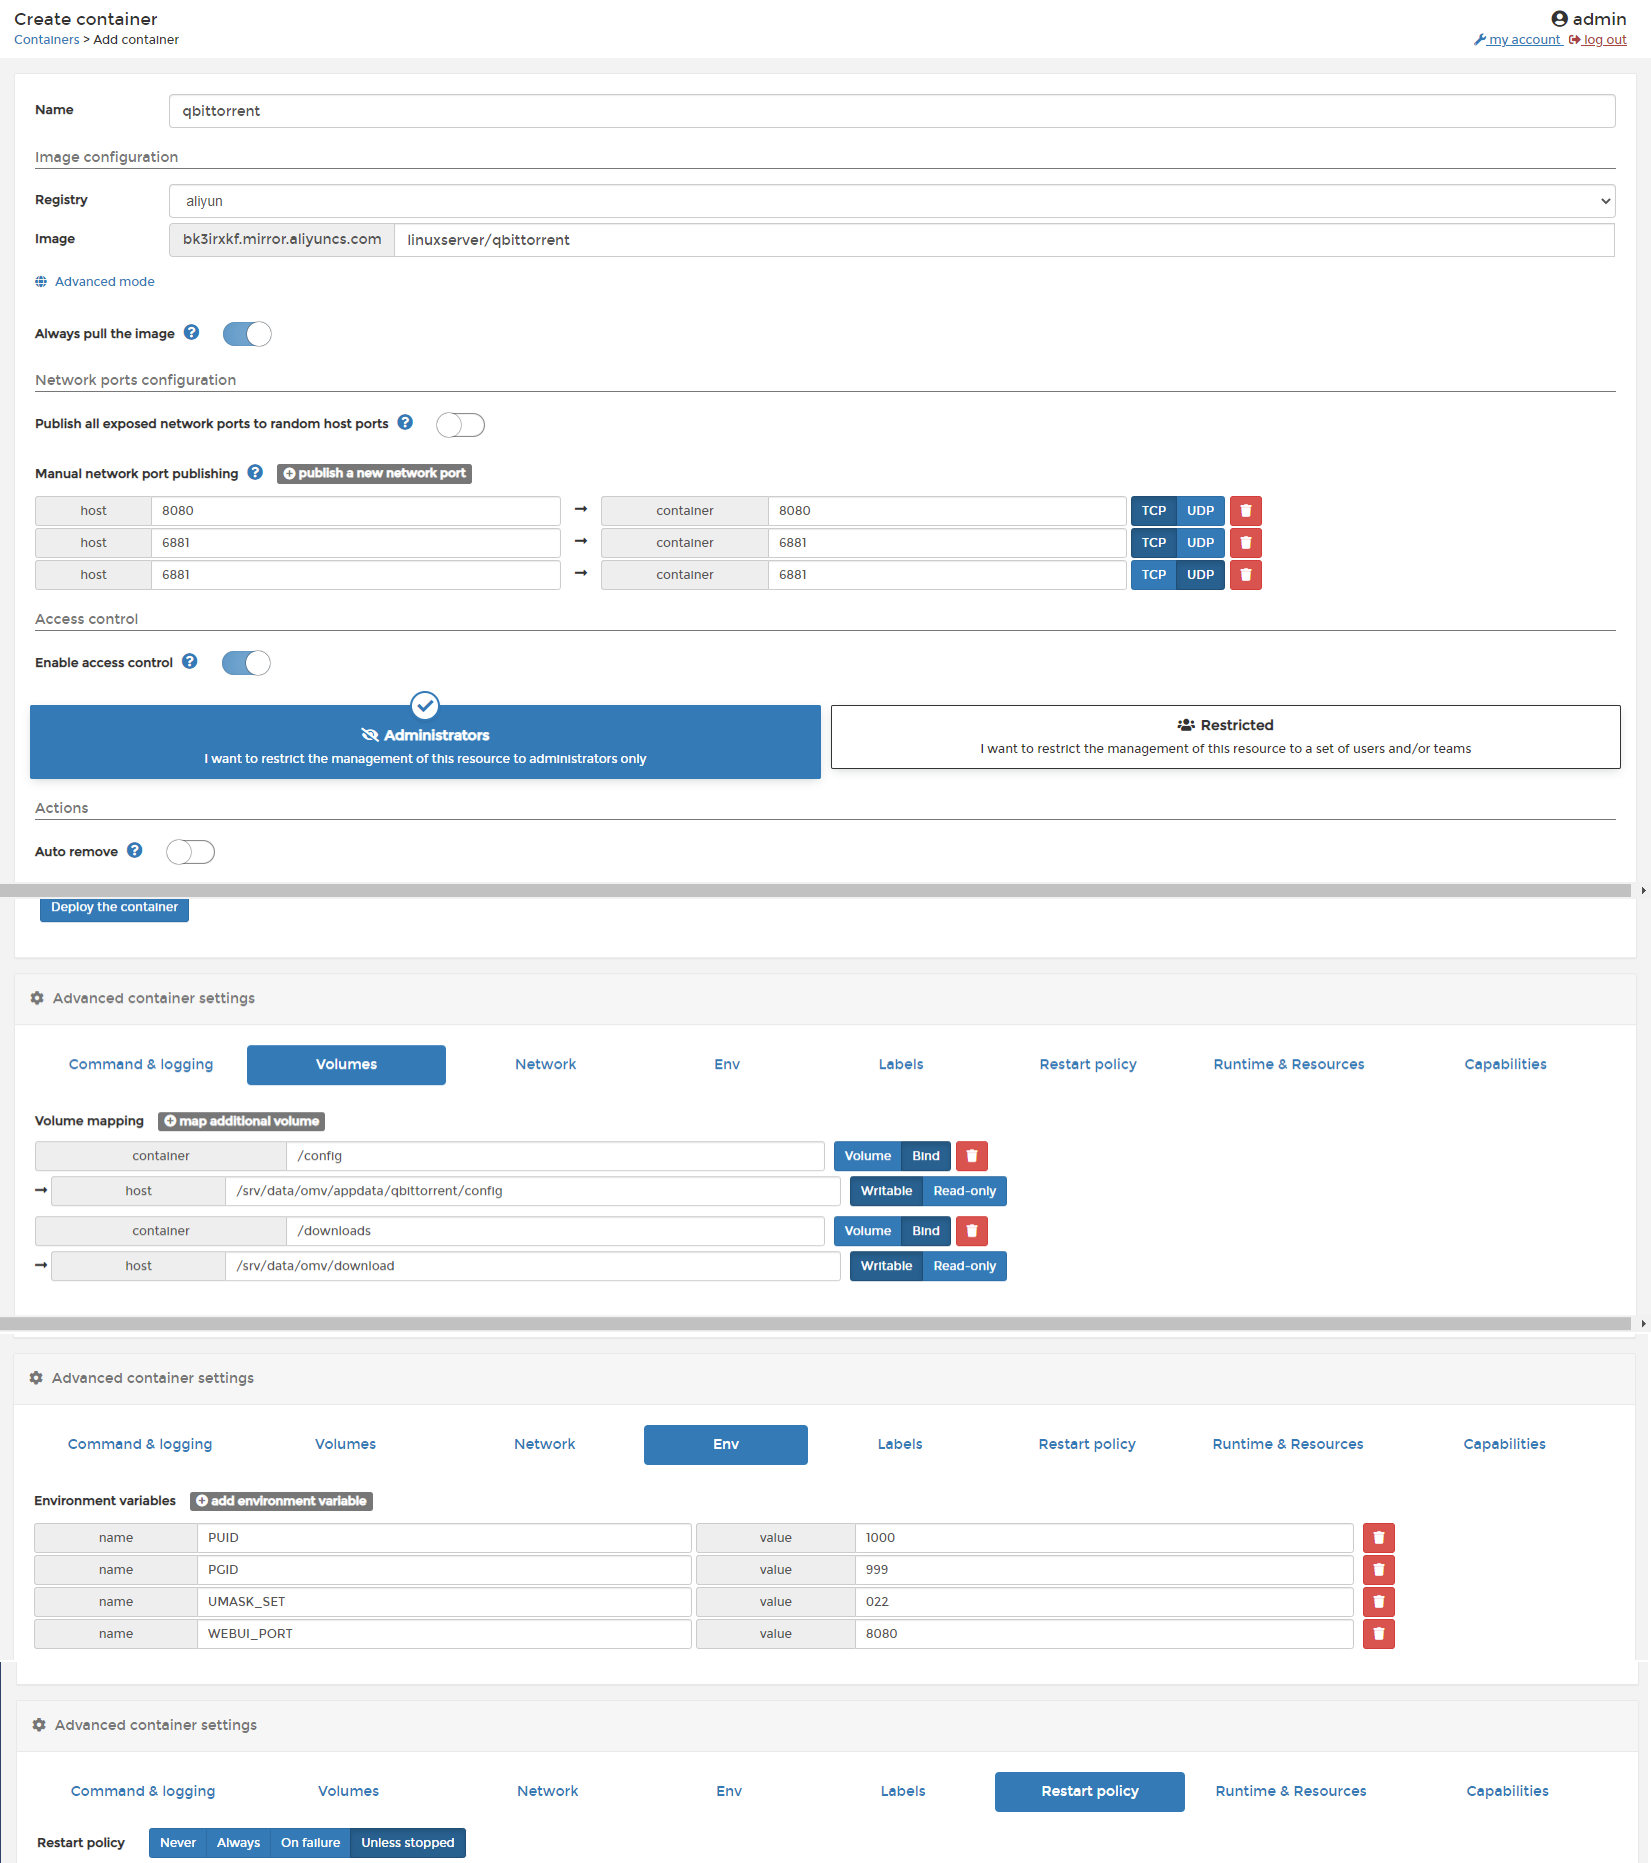 Create container
admin
Containers > Add container
my account log out
Name qbittorrent
Image configuration
Registry aliyun
Image bk3irxkf.mirror.aliyuncs.com linuxserver/qbittorrent
Advanced mode
Always pull the image
Network ports configuration
Publish all exposed network ports to random host ports
Manual network port publishing publish a new network port
host 8080 → container 8080 TCP UDP
host 6881 → container 6881 TCP UDP
host 6881 → container 6881 TCP UDP
Access control
Enable access control
Administrators
I want to restrict the management of this resource to administrators only
Restricted
I want to restrict the management of this resource to a set of users and/or teams
Actions
Auto remove
Deploy the container
Advanced container settings
Command & logging Volumes Network Env Labels Restart policy Runtime & Resources Capabilities
Volume mapping map additional volume
container /config Volume Bind
→ host /srv/data/omv/appdata/qbittorrent/config Writable Read-only
container /downloads Volume Bind
→ host /srv/data/omv/download Writable Read-only
Advanced container settings
Command & logging Volumes Network Env Labels Restart policy Runtime & Resources Capabilities
Environment variables add environment variable
name PUID value 1000
name PGID value 999
name UMASK_SET value 022
name WEBUI_PORT value 8080
Advanced container settings
Command & logging Volumes Network Env Labels Restart policy Runtime & Resources Capabilities
Restart policy Never Always On failure Unless stopped